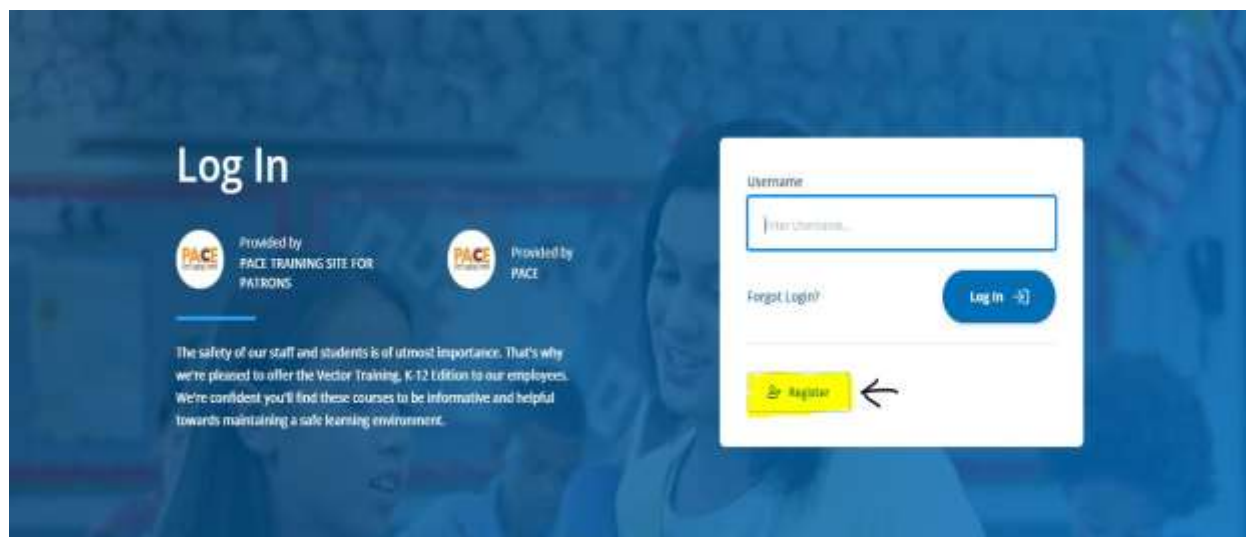 Log In
Provided by
PACE TRAINING SITE FOR
PATRONS
PACE
Provided by
PACE
PACE
The safety of our staff and students is of utmost importance. That's why
we're pleased to offer the Vector Training, K-12 Edition to our employees.
We're confident you'll find these courses to be informative and helpful
towards maintaining a safe learning environment.
Username
Enter Username...
Forgot Login?
Log In
Register